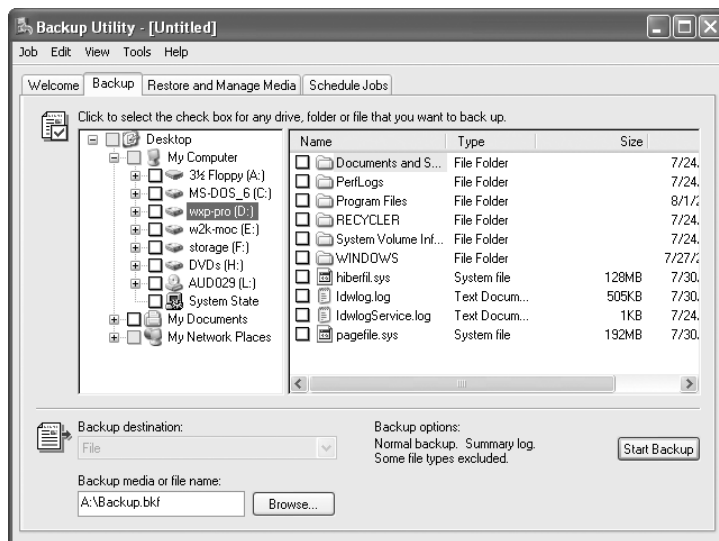 Backup Utility - [Untitled]
Job Edit View Tools Help
Welcome Backup Restore and Manage Media Schedule Jobs
Click to select the check box for any drive, folder or file that you want to back up.
Desktop
My Computer
3½ Floppy (A:)
MS-DOS_6 (C:)
wxp-pro (D:)
w2k-moc (E:)
storage (F:)
DVDs (H:)
AUD029 (L:)
System State
My Documents
My Network Places
Name Type Size
Documents and S... File Folder 7/24.
PerfLogs File Folder 7/24.
Program Files File Folder 8/1/2
RECYCLER File Folder 7/24.
System Volume Inf... File Folder 7/24.
WINDOWS File Folder 7/27/2
hiberfil.sys System file 128MB 7/30.
ldwlog.log Text Docum... 505KB 7/30.
ldwlogService.log Text Docum... 1KB 7/24.
pagefile.sys System file 192MB 7/30.
Backup destination:
File
Backup media or file name:
A:\Backup.bkf
Browse...
Backup options:
Normal backup. Summary log.
Some file types excluded.
Start Backup